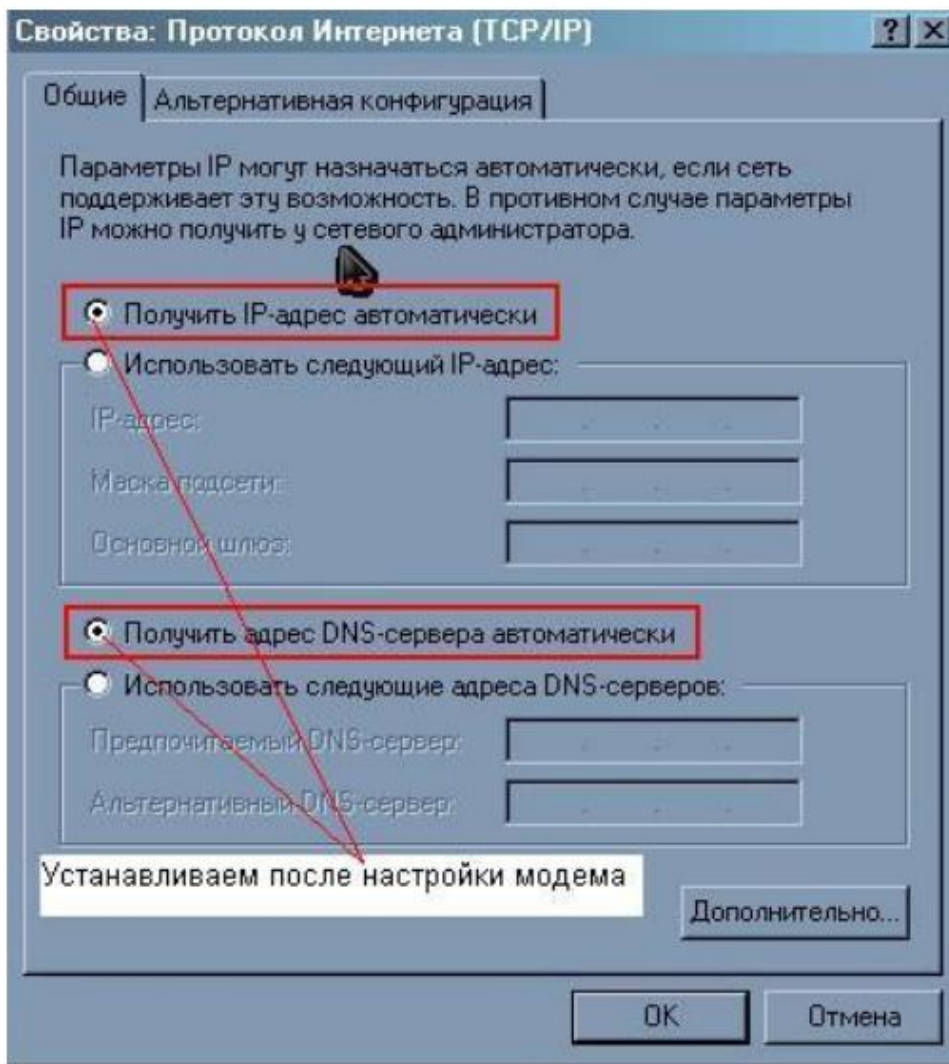 Свойства: Протокол Интернета (TCP/IP)
Общие
Альтернативная конфигурация
Параметры IP могут назначаться автоматически, если сеть
поддерживает эту возможность. В противном случае параметры
IP можно получить у сетевого администратора.
Получить IP-адрес автоматически
Использовать следующий IP-адрес:
IP-адрес:
Маска подсети:
Основной шлюз:
Получить адрес DNS-сервера автоматически
Использовать следующие адреса DNS-серверов:
Предпочитаемый DNS-сервер:
Альтернативный DNS-сервер:
Устанавливаем после настройки модема
Дополнительно...
OK
Отмена